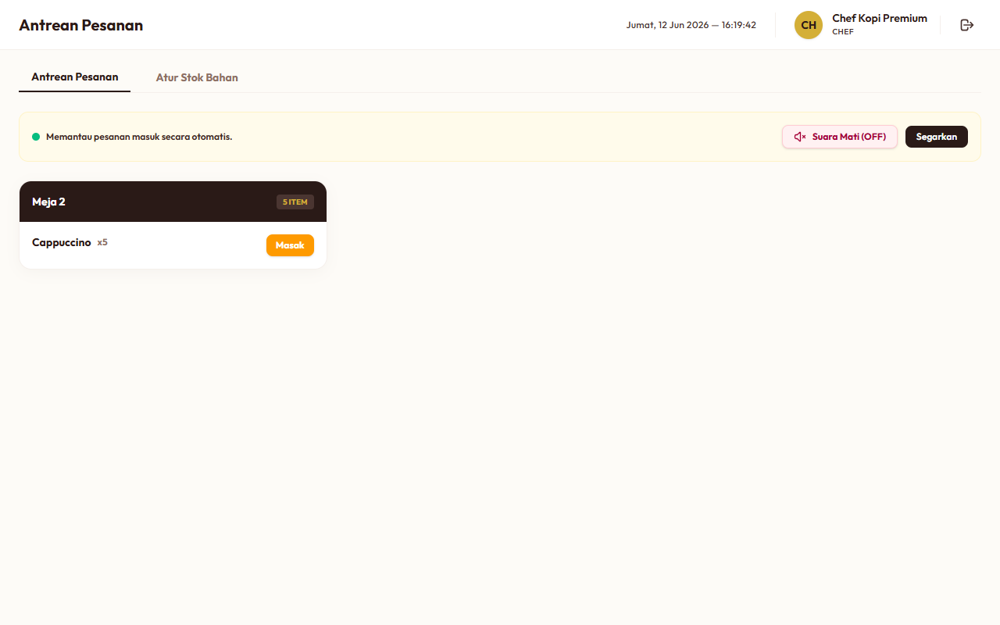 Antrean Pesanan
Jumat, 12 Jun 2026 — 16:19:42
CH
Chef Kopi Premium
CHEF
Antrean Pesanan
Atur Stok Bahan
Memantau pesanan masuk secara otomatis.
Suara Mati (OFF)
Segarkan
Meja 2
5 ITEM
Cappuccino x5
Masak